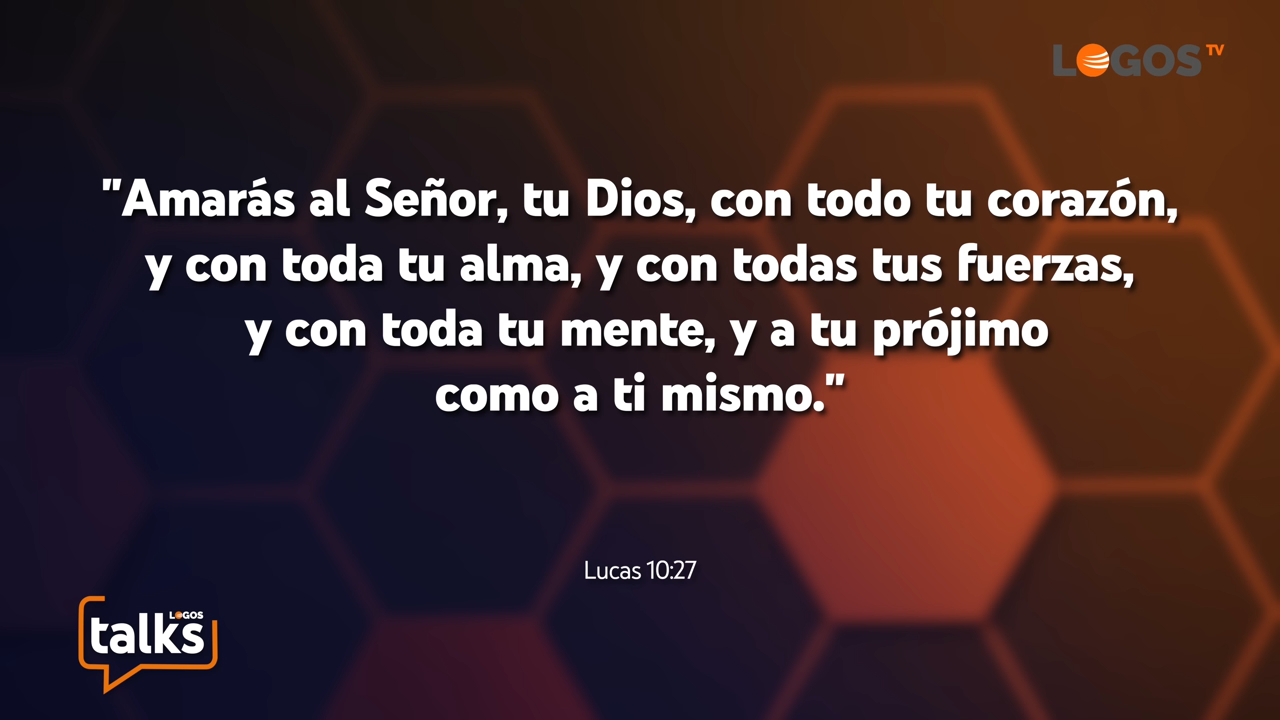 LOGOS TV
"Amarás al Señor, tu Dios, con todo tu corazón,
y con toda tu alma, y con todas tus fuerzas,
y con toda tu mente, y a tu prójimo
como a ti mismo."
Lucas 10:27
LOGOS
talks